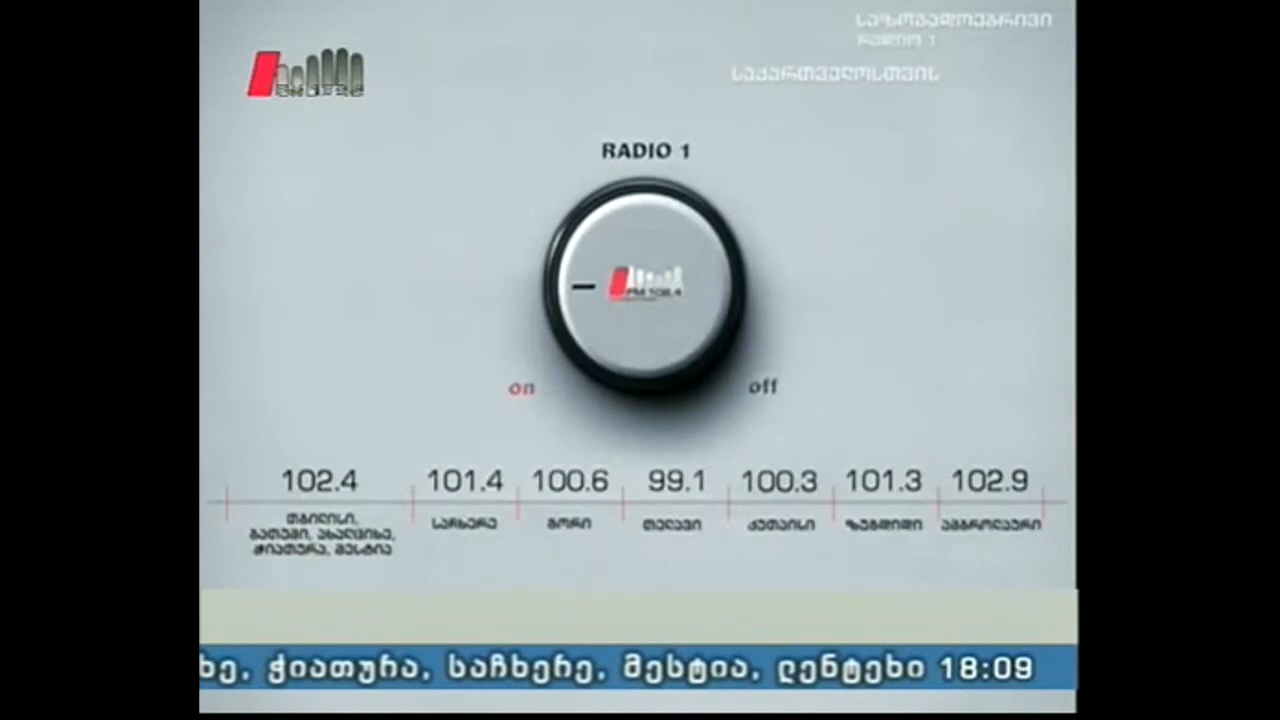 საზოგადოებრივი
RADIO 1
საქართველოსთვის
RADIO 1
FM 102.4
on
off
102.4 101.4 100.6 99.1 100.3 101.3 102.9
თბილისი, საჩხერე გორი თელავი ქუთაისი ზუგდიდი ამბროლაური
ბათუმი, ახალციხე,
ჭიათურა, მესტია
ხე, ჭიათურა, საჩხერე, მესტია, ლენტეხი 18:09